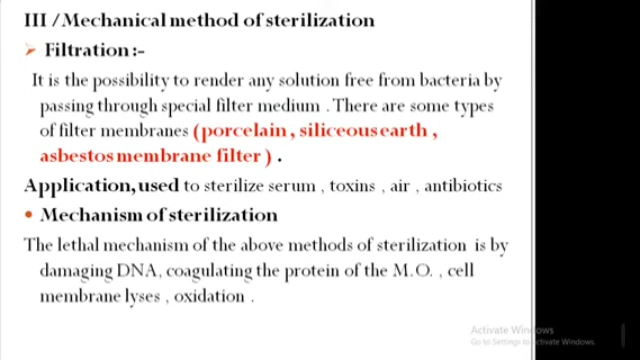 III / Mechanical method of sterilization
Filtration :-
It is the possibility to render any solution free from bacteria by
passing through special filter medium . There are some types
of filter membranes (porcelain , siliceous earth ,
asbestos membrane filter ) .
Application, used to sterilize serum , toxins , air , antibiotics
Mechanism of sterilization
The lethal mechanism of the above methods of sterilization is by
damaging DNA, coagulating the protein of the M.O. , cell
membrane lyses , oxidation .
Activate Windows
Go to Settings to activate Windows.